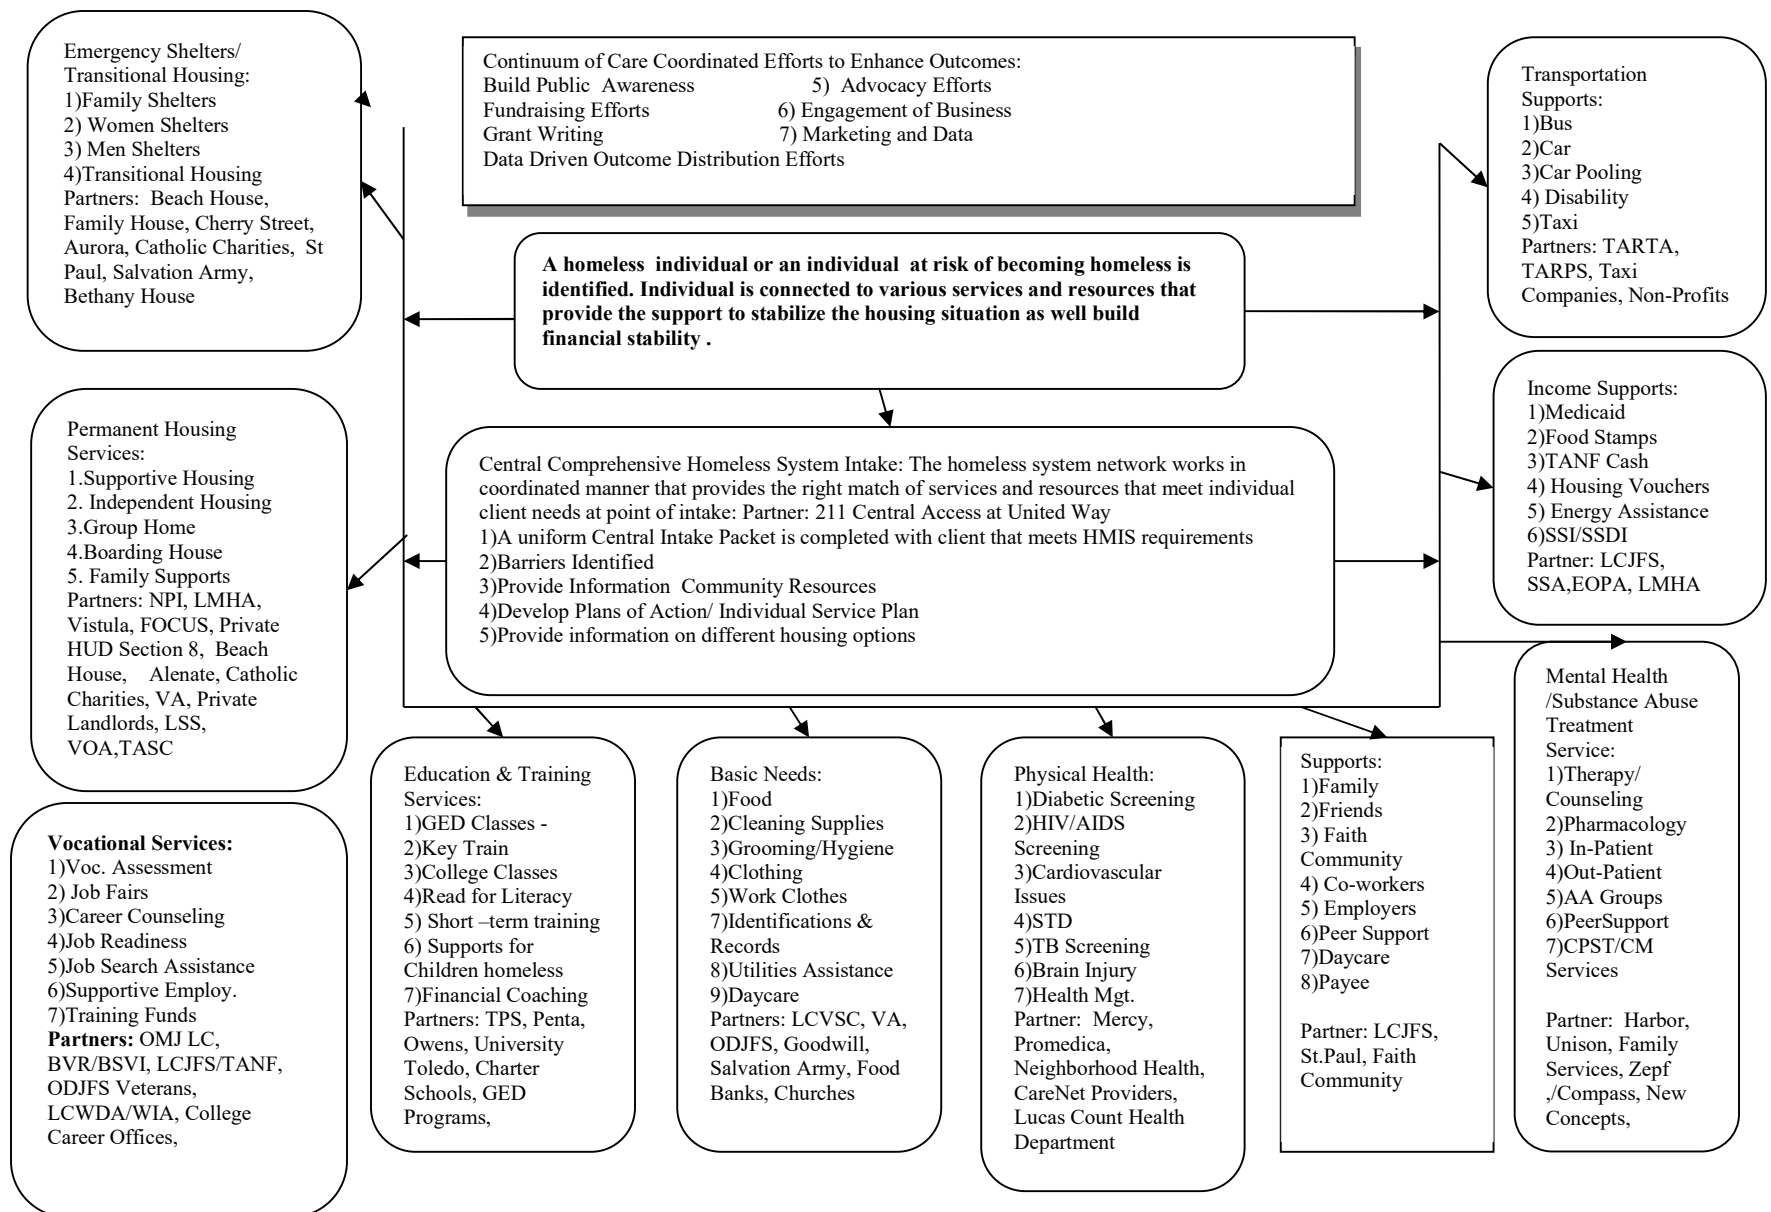 Emergency Shelters/
Transitional Housing:
1)Family Shelters
2) Women Shelters
3) Men Shelters
4)Transitional Housing
Partners: Beach House,
Family House, Cherry Street,
Aurora, Catholic Charities, St
Paul, Salvation Army,
Bethany House
Continuum of Care Coordinated Efforts to Enhance Outcomes:
Build Public Awareness 5) Advocacy Efforts
Fundraising Efforts 6) Engagement of Business
Grant Writing 7) Marketing and Data
Data Driven Outcome Distribution Efforts
Transportation
Supports:
1)Bus
2)Car
3)Car Pooling
4) Disability
5)Taxi
Partners: TARTA,
TARPS, Taxi
Companies, Non-Profits
A homeless individual or an individual at risk of becoming homeless is
identified. Individual is connected to various services and resources that
provide the support to stabilize the housing situation as well build
financial stability .
Permanent Housing
Services:
1.Supportive Housing
2. Independent Housing
3.Group Home
4.Boarding House
5. Family Supports
Partners: NPI, LMHA,
Vistula, FOCUS, Private
HUD Section 8, Beach
House, Alenate, Catholic
Charities, VA, Private
Landlords, LSS,
VOA,TASC
Central Comprehensive Homeless System Intake: The homeless system network works in
coordinated manner that provides the right match of services and resources that meet individual
client needs at point of intake: Partner: 211 Central Access at United Way
1)A uniform Central Intake Packet is completed with client that meets HMIS requirements
2)Barriers Identified
3)Provide Information Community Resources
4)Develop Plans of Action/ Individual Service Plan
5)Provide information on different housing options
Income Supports:
1)Medicaid
2)Food Stamps
3)TANF Cash
4) Housing Vouchers
5) Energy Assistance
6)SSI/SSDI
Partner: LCJFS,
SSA,EOPA, LMHA
Vocational Services:
1)Voc. Assessment
2) Job Fairs
3)Career Counseling
4)Job Readiness
5)Job Search Assistance
6)Supportive Employ.
7)Training Funds
Partners: OMJ LC,
BVR/BSVI, LCJFS/TANF,
ODJFS Veterans,
LCWDA/WIA, College
Career Offices,
Education & Training
Services:
1)GED Classes -
2)Key Train
3)College Classes
4)Read for Literacy
5) Short –term training
6) Supports for
Children homeless
7)Financial Coaching
Partners: TPS, Penta,
Owens, University
Toledo, Charter
Schools, GED
Programs,
Basic Needs:
1)Food
2)Cleaning Supplies
3)Grooming/Hygiene
4)Clothing
5)Work Clothes
7)Identifications &
Records
8)Utilities Assistance
9)Daycare
Partners: LCVSC, VA,
ODJFS, Goodwill,
Salvation Army, Food
Banks, Churches
Physical Health:
1)Diabetic Screening
2)HIV/AIDS
Screening
3)Cardiovascular
Issues
4)STD
5)TB Screening
6)Brain Injury
7)Health Mgt.
Partner: Mercy,
Promedica,
Neighborhood Health,
CareNet Providers,
Lucas Count Health
Department
Supports:
1)Family
2)Friends
3) Faith
Community
4) Co-workers
5) Employers
6)Peer Support
7)Daycare
8)Payee
Partner: LCJFS,
St.Paul, Faith
Community
Mental Health
/Substance Abuse
Treatment
Service:
1)Therapy/
Counseling
2)Pharmacology
3) In-Patient
4)Out-Patient
5)AA Groups
6)PeerSupport
7)CPST/CM
Services
Partner: Harbor,
Unison, Family
Services, Zepf
,/Compass, New
Concepts,